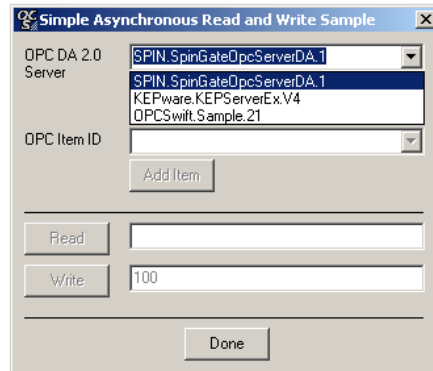 Simple Asynchronous Read and Write Sample
OPC DA 2.0 Server
SPIN.SpinGateOpcServerDA.1
SPIN.SpinGateOpcServerDA.1
KEPware.KEPServerEx.V4
OPCSwift.Sample.21
OPC Item ID
Add Item
Read
Write
100
Done